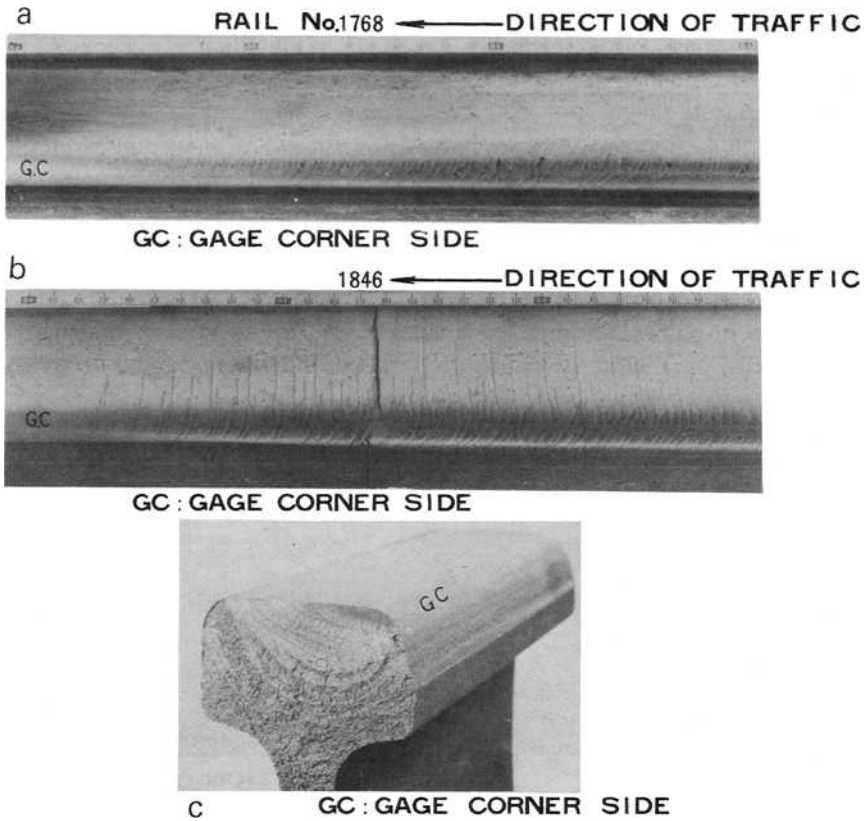 a
RAIL No.1768 DIRECTION OF TRAFFIC
G.C
GC : GAGE CORNER SIDE
b
1846 DIRECTION OF TRAFFIC
G.C
GC : GAGE CORNER SIDE
GC
c GC : GAGE CORNER SIDE